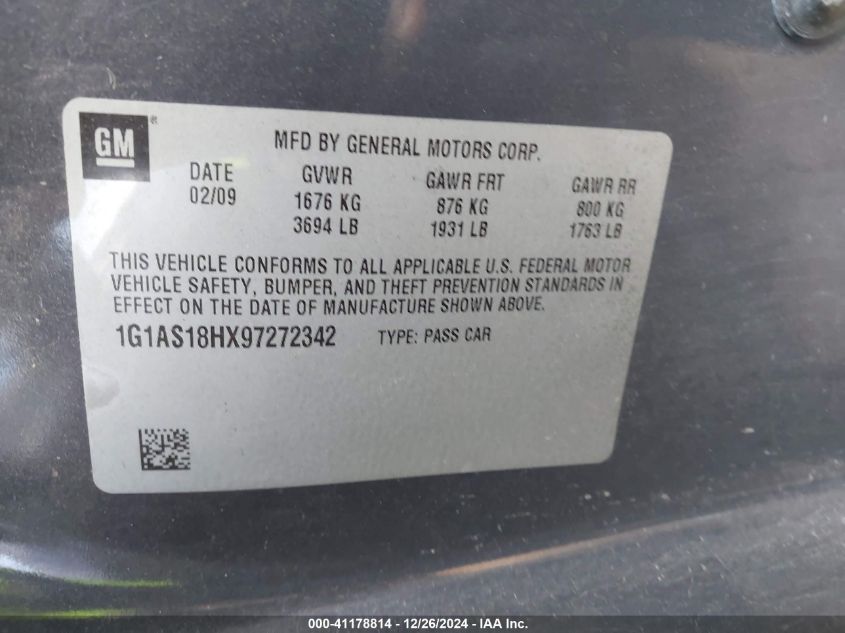 GM®
MFD BY GENERAL MOTORS CORP.
DATE GVWR GAWR FRT GAWR RR
02/09 1676 KG 876 KG 800 KG
3694 LB 1931 LB 1763 LB
THIS VEHICLE CONFORMS TO ALL APPLICABLE U.S. FEDERAL MOTOR
VEHICLE SAFETY, BUMPER, AND THEFT PREVENTION STANDARDS IN
EFFECT ON THE DATE OF MANUFACTURE SHOWN ABOVE.
1G1AS18HX97272342 TYPE: PASS CAR
000-41178814 - 12/26/2024 - IAA Inc.